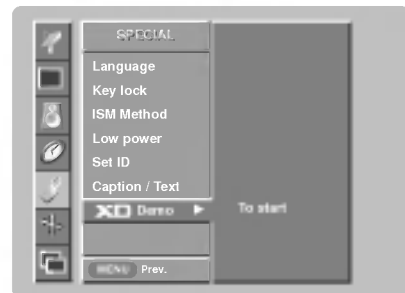 SPECIAL
Language
Key lock
ISM Method
Low power
Set ID
Caption / Text
XD Demo ► To start
MENU Prev.